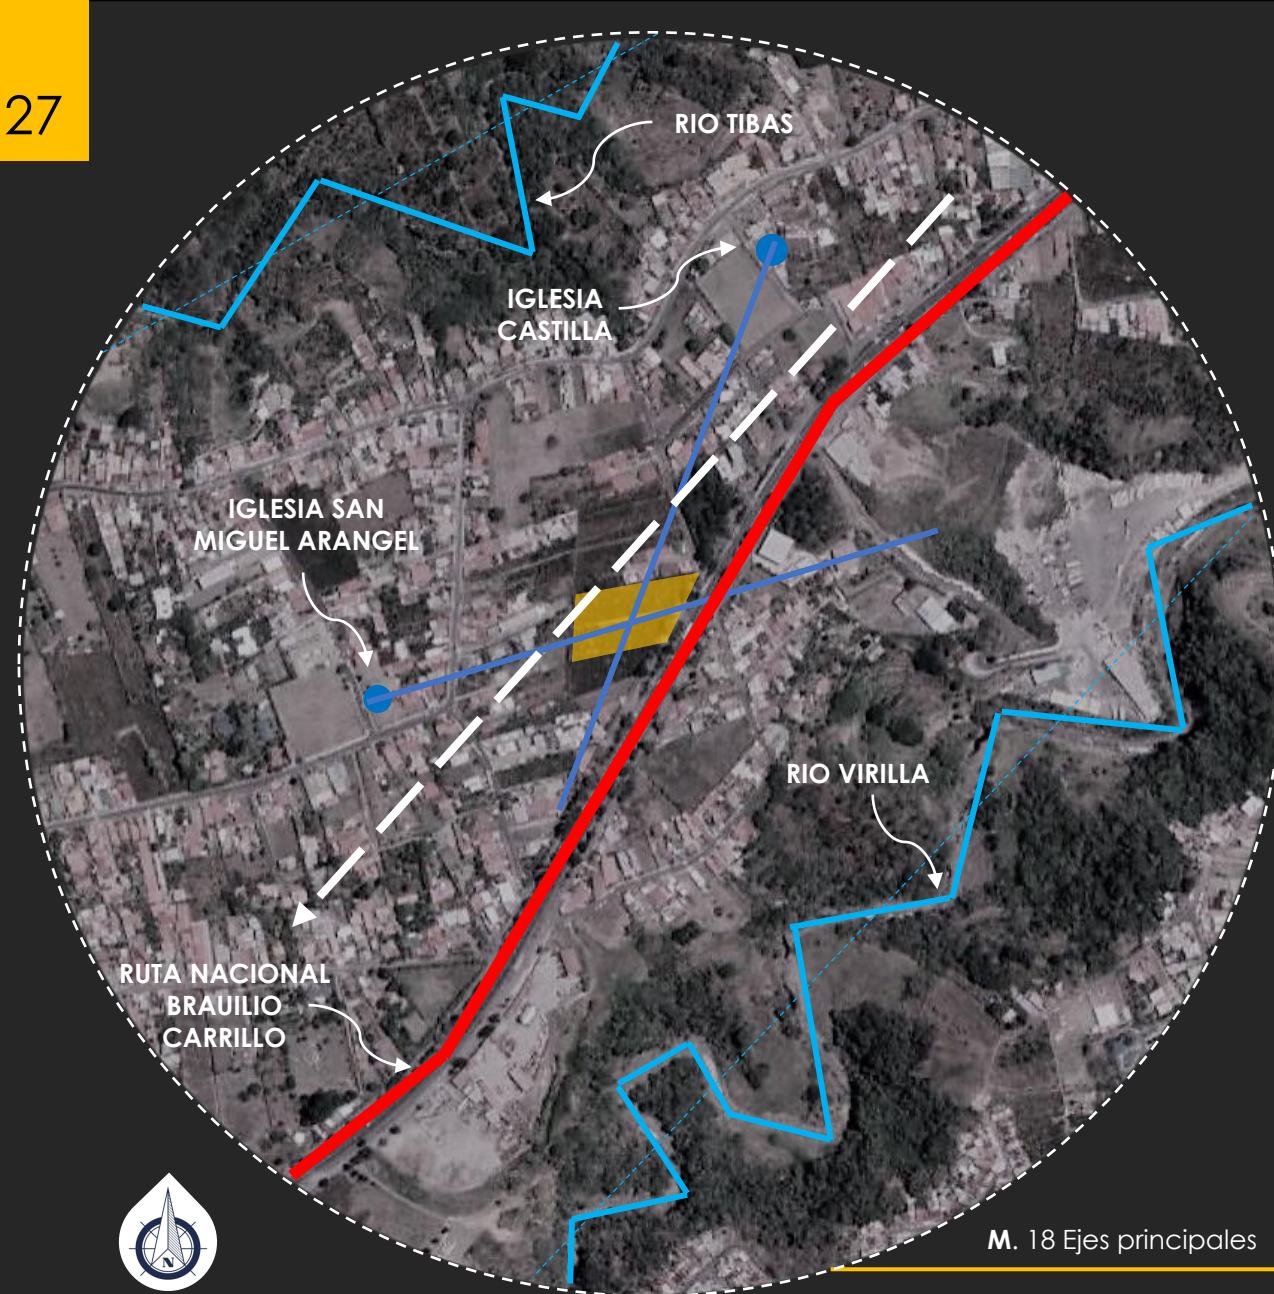 27
RIO TIBAS
IGLESIA
CASTILLA
IGLESIA SAN
MIGUEL ARANGEL
RIO VIRILLA
RUTA NACIONAL
BRAUILIO
CARRILLO
N
M. 18 Ejes principales